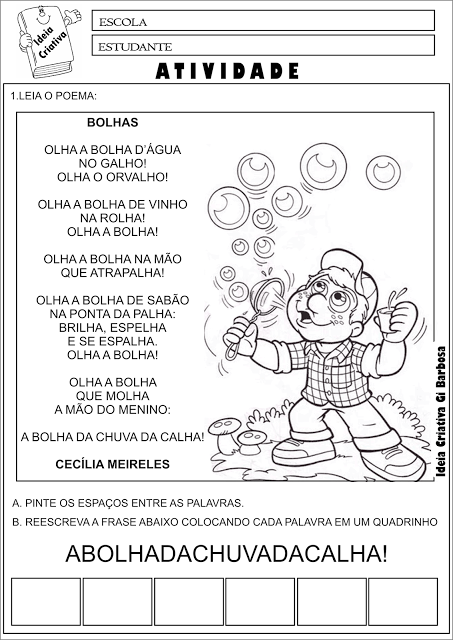 Ideia
Criativa
ESCOLA
ESTUDANTE
ATIVIDADE
1.LEIA O POEMA:
BOLHAS
OLHA A BOLHA D'ÁGUA
NO GALHO!
OLHA O ORVALHO!
OLHA A BOLHA DE VINHO
NA ROLHA!
OLHA A BOLHA!
OLHA A BOLHA NA MÃO
QUE ATRAPALHA!
OLHA A BOLHA DE SABÃO
NA PONTA DA PALHA:
BRILHA, ESPELHA
E SE ESPALHA.
OLHA A BOLHA!
OLHA A BOLHA
QUE MOLHA
A MÃO DO MENINO:
A BOLHA DA CHUVA DA CALHA!
CECÍLIA MEIRELES
Ideia Criativa Gi Barbosa
A. PINTE OS ESPAÇOS ENTRE AS PALAVRAS.
B. REESCREVA A FRASE ABAIXO COLOCANDO CADA PALAVRA EM UM QUADRINHO
ABOLHADACHUVADACALHA!